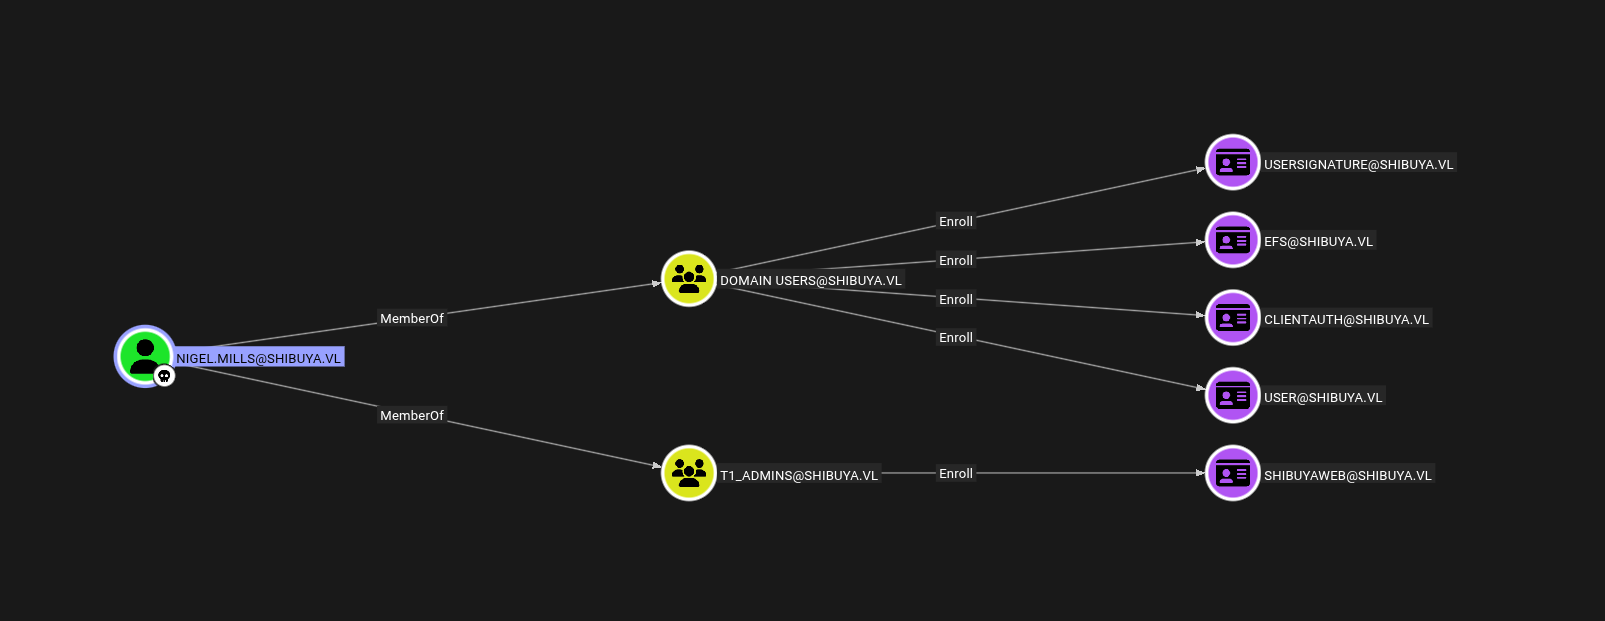 USERSIGNATURE@SHIBUYA.VL
Enroll
EFS@SHIBUYA.VL
Enroll
DOMAIN USERS@SHIBUYA.VL
Enroll
CLIENTAUTH@SHIBUYA.VL
MemberOf
Enroll
NIGEL.MILLS@SHIBUYA.VL
USER@SHIBUYA.VL
MemberOf
T1_ADMINS@SHIBUYA.VL
Enroll
SHIBUYAWEB@SHIBUYA.VL